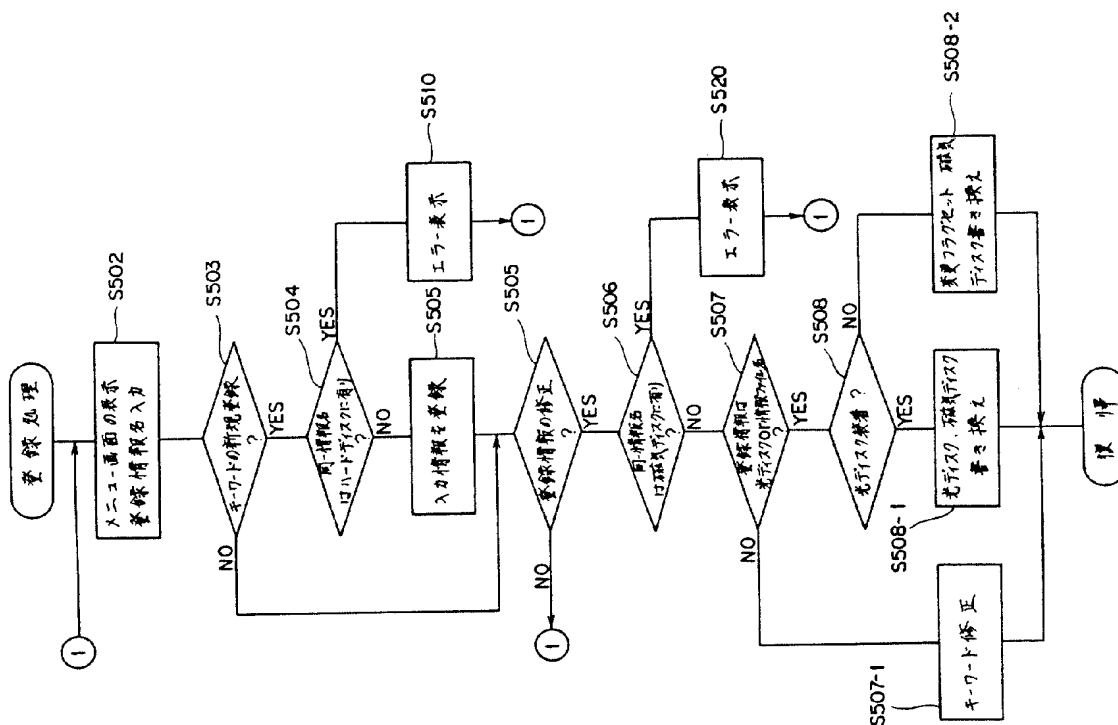 登録処理
①
メニュー画面の表示
登録情報名入力
S502
キーワードの新規登録
?
S503
NO
YES
同一情報名
はハードディスクに有り
?
S504
YES
エラー表示
S510
①
NO
入力情報を登録
S505
登録情報の修正
?
S505
NO
①
YES
同一情報名
は磁気ディスクに有り
?
S506
YES
エラー表示
S520
①
NO
登録情報は
光ディスクor情報ファイル名
?
S507
NO
キーワード修正
S507-1
YES
光ディスク装着?
S508
NO
変更フラグセット 磁気
ディスク書き換え
S508-2
YES
光ディスク、磁気ディスク
書き換え
S508-1
復帰